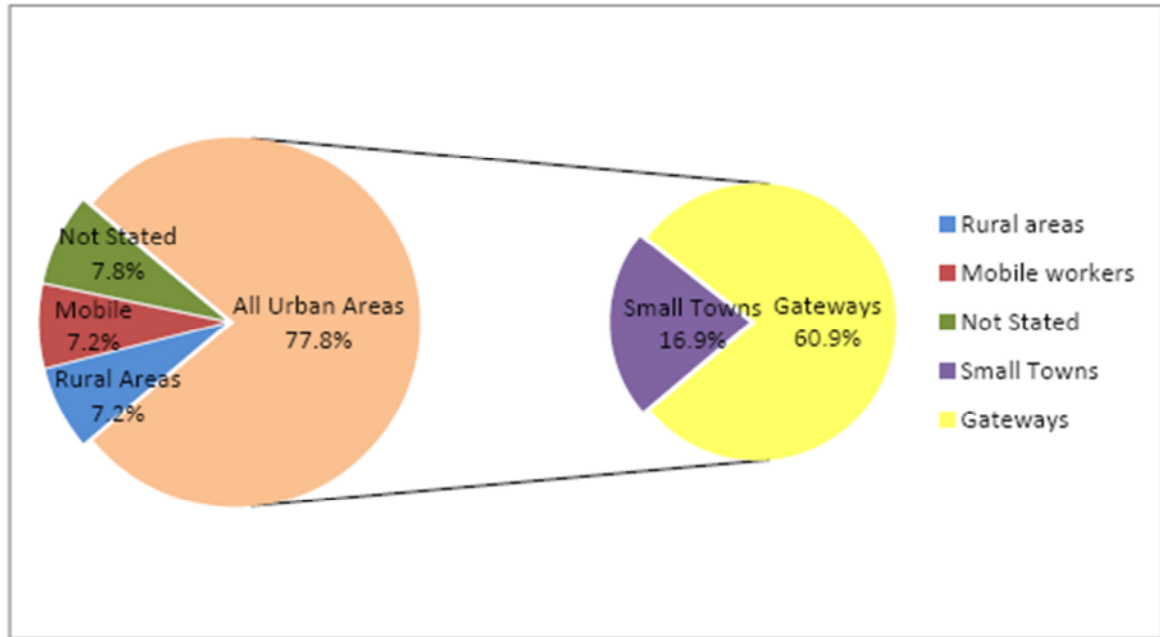 Not Stated
7.8%
Mobile
7.2%
Rural Areas
7.2%
All Urban Areas
77.8%
Small Towns
16.9%
Gateways
60.9%
Rural areas
Mobile workers
Not Stated
Small Towns
Gateways